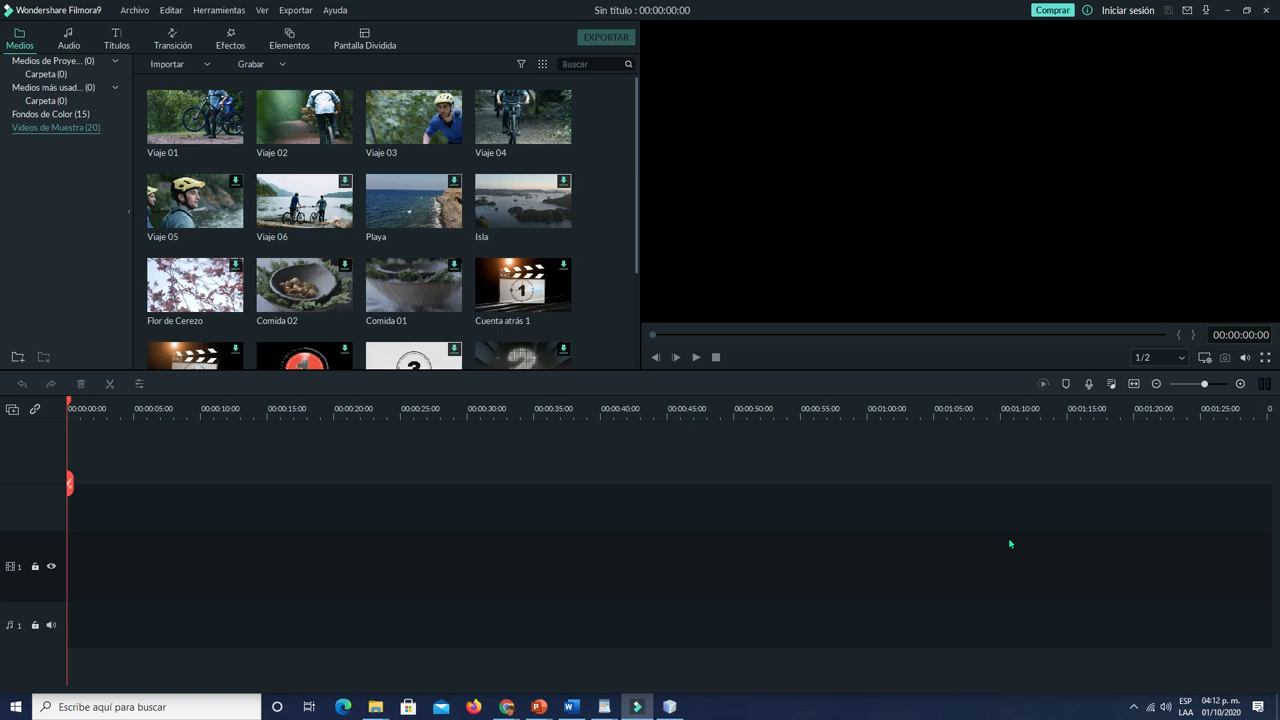 Wondershare Filmora9 Archivo Editar Herramientas Ver Exportar Ayuda Sin título : 00:00:00:00 Comprar Iniciar sesión
Medios Audio Títulos Transición Efectos Elementos Pantalla Dividida EXPORTAR
Medios de Proye... (0)
Carpeta (0)
Medios más usad... (0)
Carpeta (0)
Fondos de Color (15)
Videos de Muestra (20)
Importar Grabar Buscar
Viaje 01 Viaje 02 Viaje 03 Viaje 04
Viaje 05 Viaje 06 Playa Isla
1
Flor de Cerezo Comida 02 Comida 01 Cuenta atrás 1
3
{ } 00:00:00:00
1/2
00:00:00:00 00:00:05:00 00:00:10:00 00:00:15:00 00:00:20:00 00:00:25:00 00:00:30:00 00:00:35:00 00:00:40:00 00:00:45:00 00:00:50:00 00:00:55:00 00:01:00:00 00:01:05:00 00:01:10:00 00:01:15:00 00:01:20:00 00:01:25:00 0
1
1
Escribe aquí para buscar
ESP
LAA
04:12 p. m.
01/10/2020